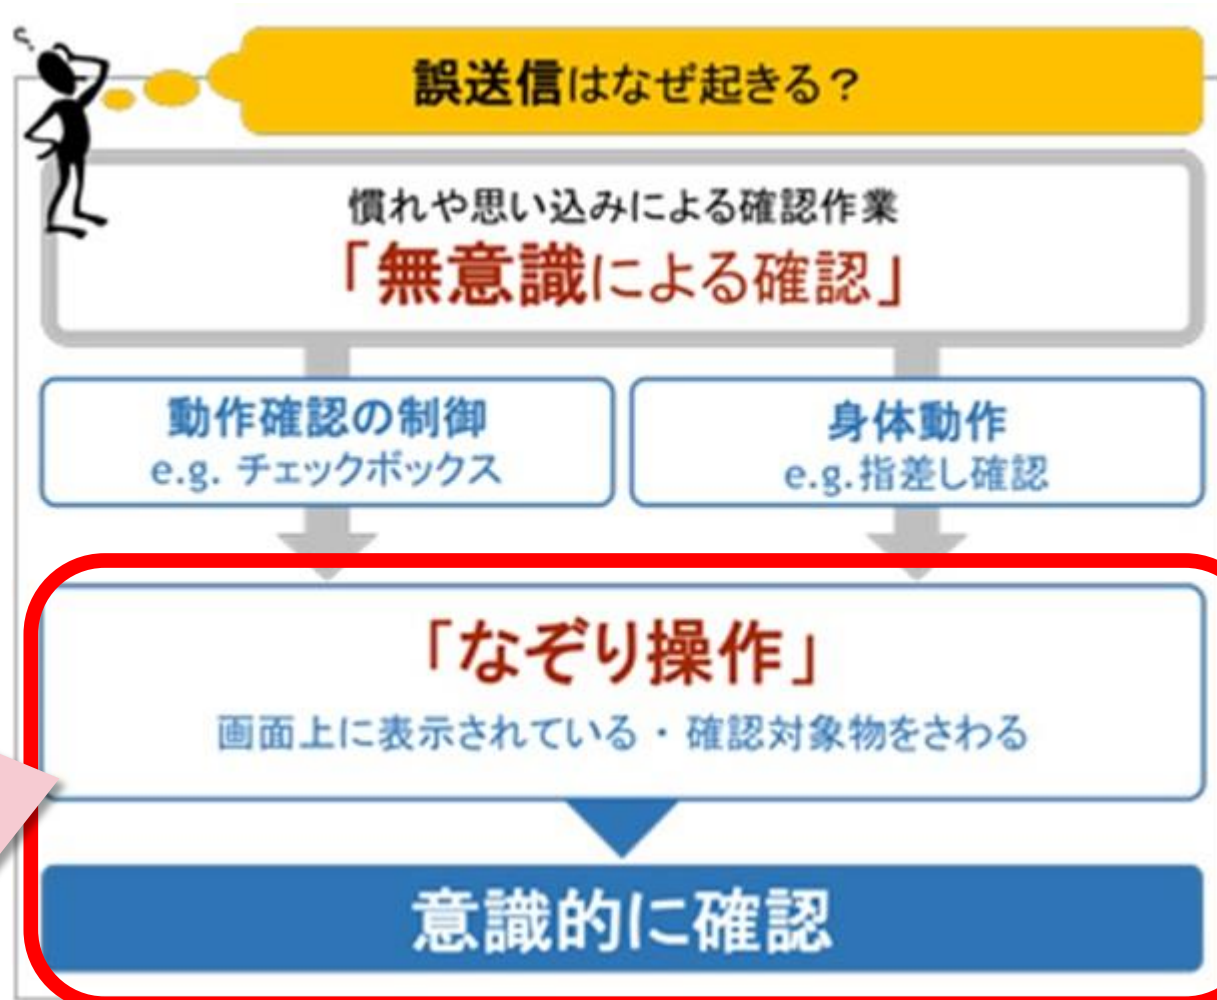 誤送信はなぜ起きる？
慣れや思い込みによる確認作業
「無意識による確認」
動作確認の制御
e.g. チェックボックス
身体動作
e.g.指差し確認
「なぞり操作」
画面上に表示されている・確認対象物をさわる
意識的に確認